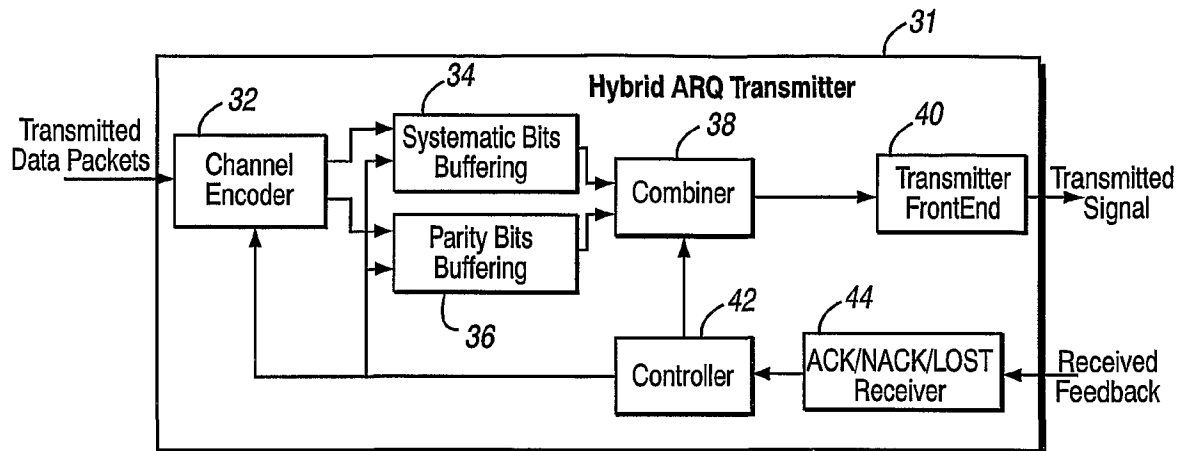 31
Hybrid ARQ Transmitter
Transmitted
Data Packets
32
Channel
Encoder
34
Systematic Bits
Buffering
Parity Bits
Buffering
36
38
Combiner
40
Transmitter
FrontEnd
Transmitted
Signal
42
Controller
44
ACK/NACK/LOST
Receiver
Received
Feedback